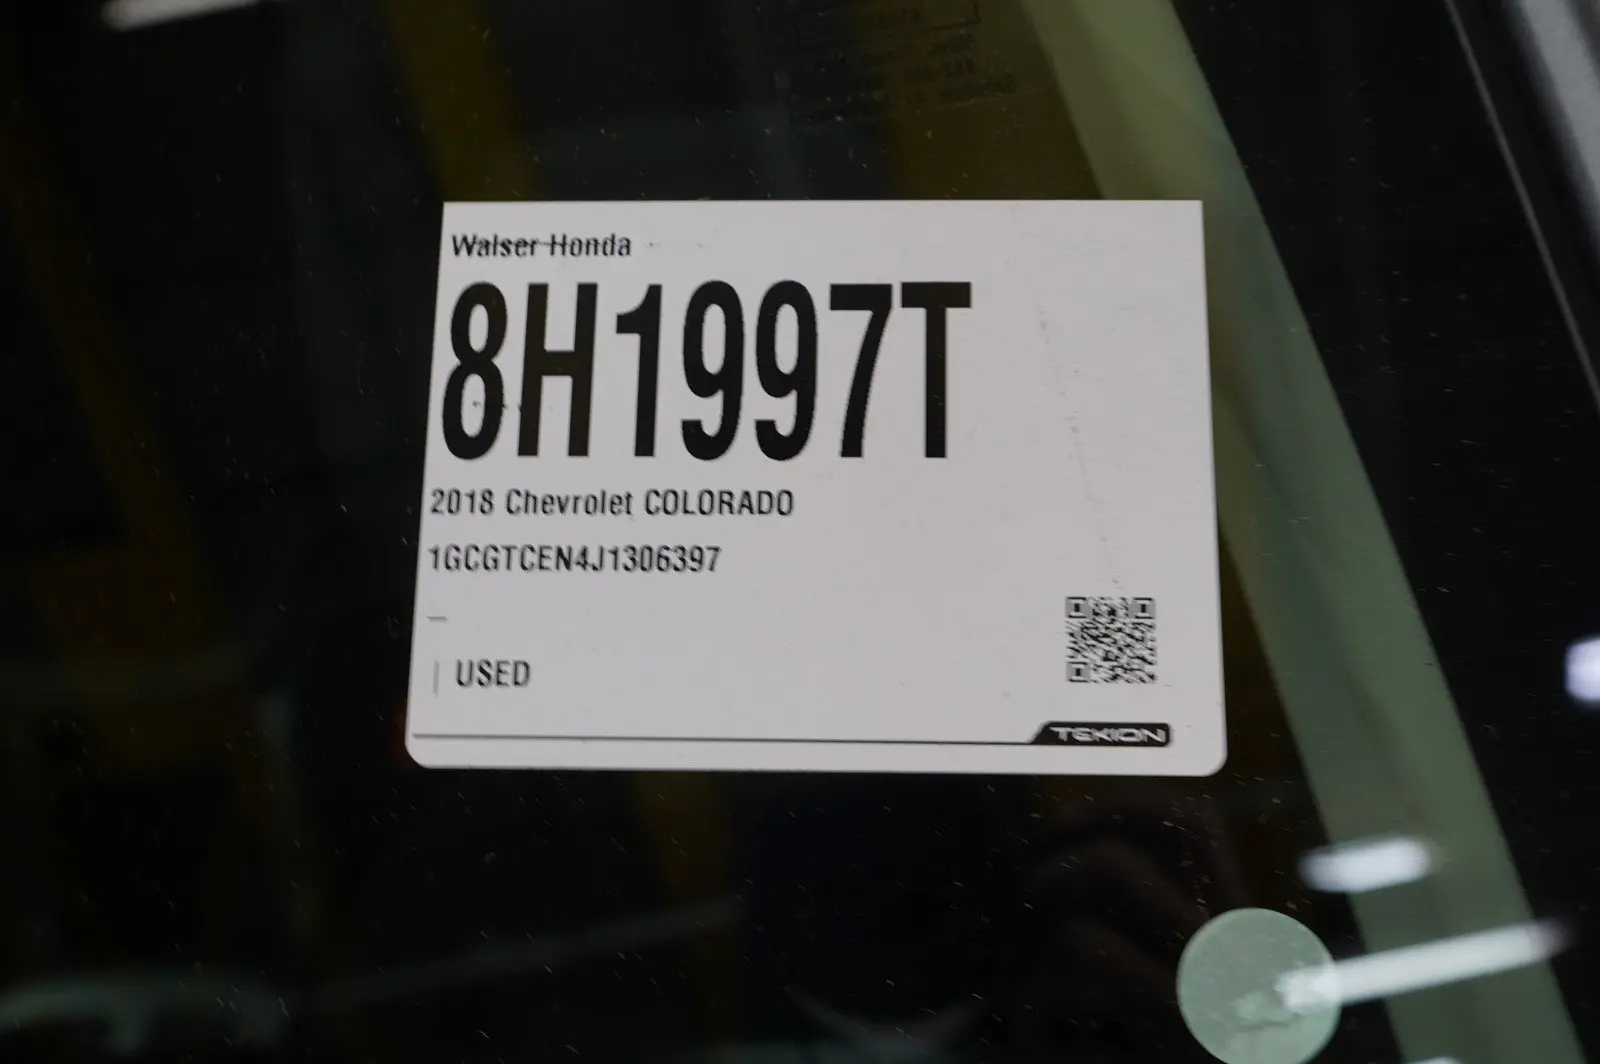 Walser Honda
8H1997T
2018 Chevrolet COLORADO
1GCGTCEN4J1306397
| USED
TEKION